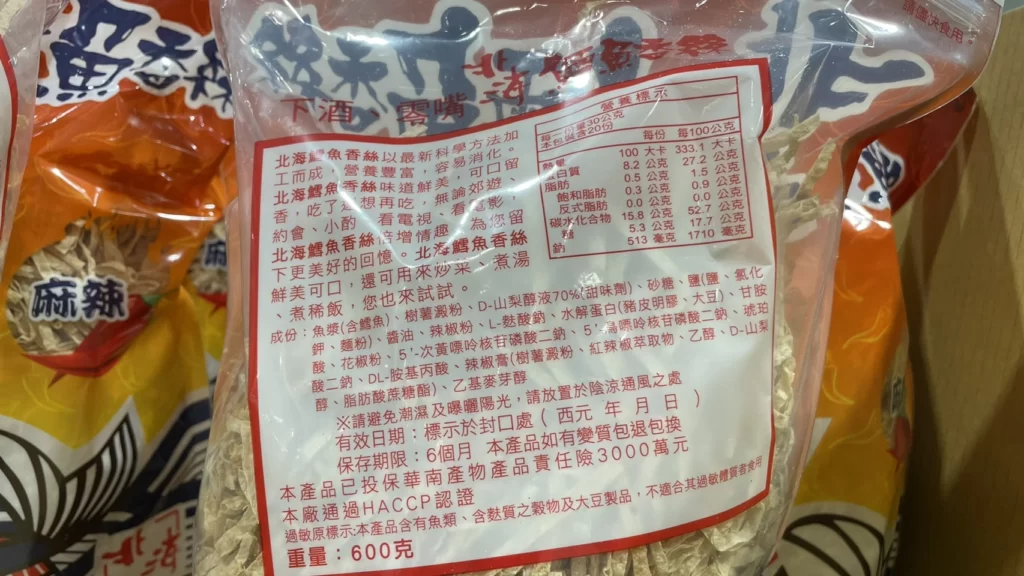 魚香絲
麻辣
請儘快食用。
北海鱈魚香絲
下酒、零嘴
營養標示
每一份量30公克
本包裝含20份
每份 每100公克
熱量 100 大卡 333.1 大卡
蛋白質 8.2 公克 27.2 公克
脂肪 0.5 公克 1.5 公克
飽和脂肪 0.3 公克 0.9 公克
反式脂肪 0.0 公克 0.0 公克
碳水化合物 15.8 公克 52.7 公克
糖 5.3 公克 17.7 公克
鈉 513 毫克 1710 毫克
北海鱈魚香絲以最新科學方法加
工而成，營養豐富，容易消化。
北海鱈魚香絲味道鮮美，可口留
香，吃了又想再吃，無論郊遊、
約會、小酌、看電視、看電影，
北海鱈魚香絲倍增情趣，為您留
下更美好的回憶。北海鱈魚香絲
鮮美可口，還可用來炒菜、煮湯
、煮稀飯，您也來試試。
成份：魚漿(含鱈魚)、樹薯澱粉、D-山梨醇液70%(甜味劑)、砂糖、鹽(鹽、氯化
鉀、麵粉)、醬油、辣椒粉、L-麩酸鈉、水解蛋白(豬皮明膠、大豆)、甘胺
酸、花椒粉、5'-次黃嘌呤核苷磷酸二鈉、5'-鳥嘌呤核苷磷酸二鈉、琥珀
酸二鈉、DL-胺基丙酸、辣椒膏(樹薯澱粉、紅辣椒萃取物、乙醇、D-山梨
醇、脂肪酸蔗糖酯)、乙基麥芽醇
※請避免潮濕及曝曬陽光，請放置於陰涼通風之處
有效日期：標示於封口處(西元 年 月 日)
保存期限：6個月 本產品如有變質包退包換
本產品已投保華南產物產品責任險3000萬元
本廠通過HACCP認證
過敏原標示:本產品含有魚類、含麩質之穀物及大豆製品，不適合其過敏體質者食用
重量：600克